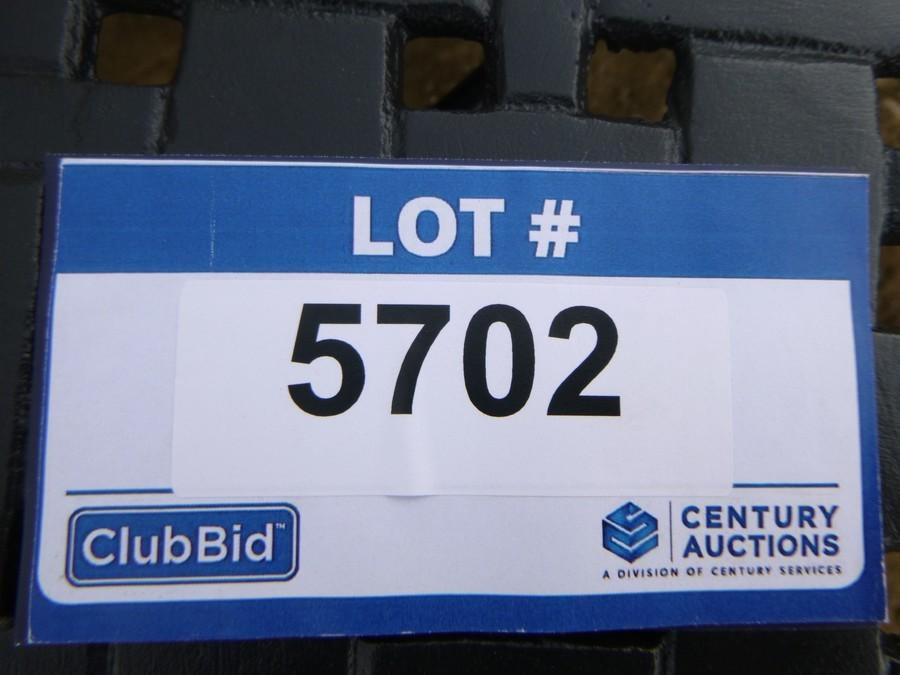 LOT #
5702
ClubBid™
CENTURY
AUCTIONS
A DIVISION OF CENTURY SERVICES